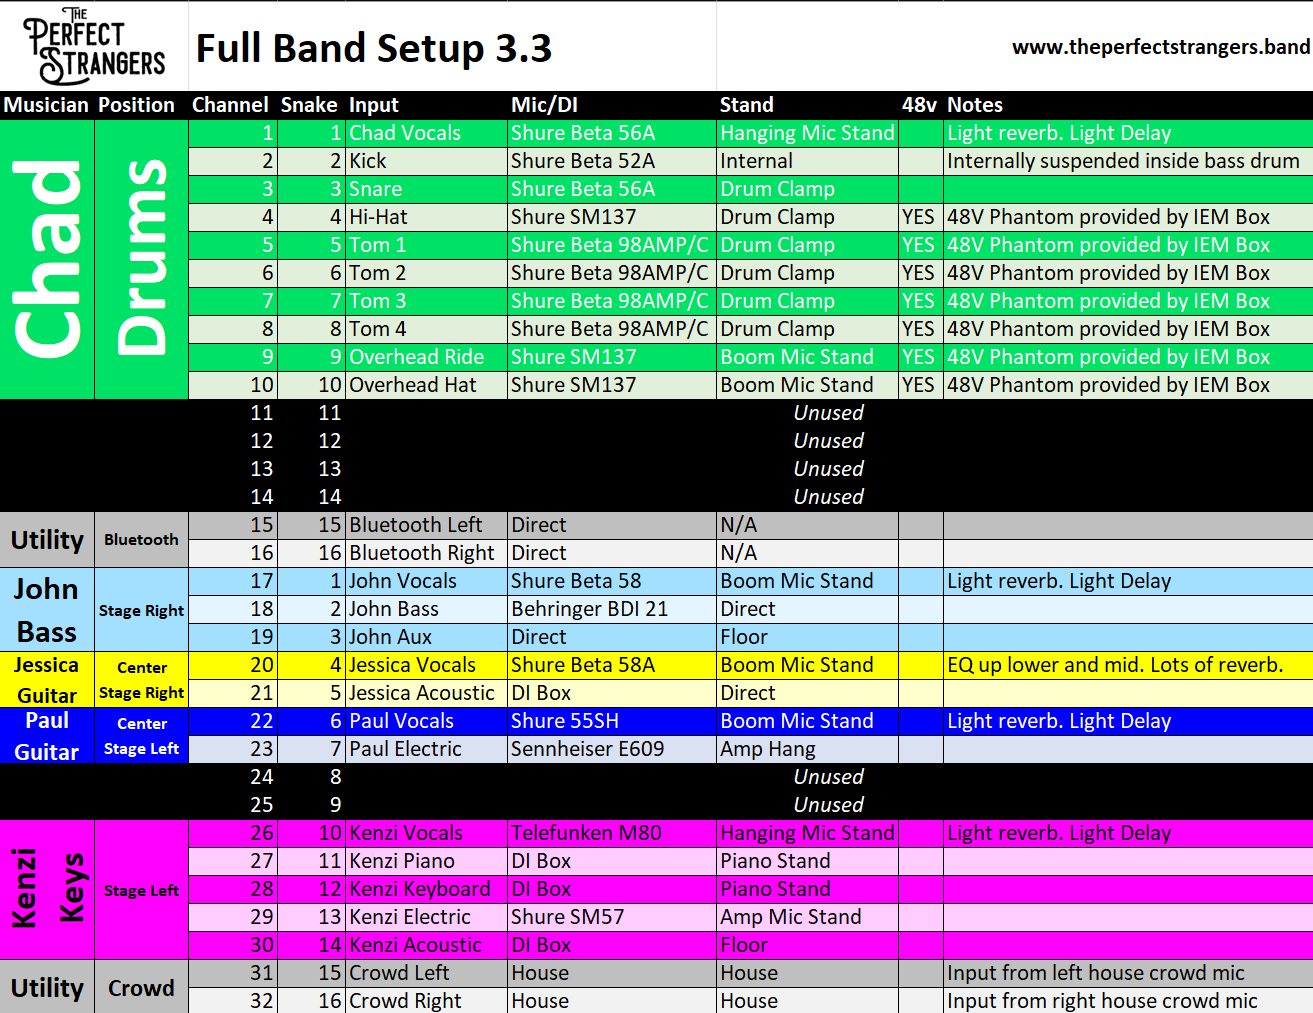 THE PERFECT STRANGERS
Full Band Setup 3.3
www.theperfectstrangers.band
Musician Position Channel Snake Input Mic/DI Stand 48v Notes
Chad Drums
1 1 Chad Vocals Shure Beta 56A Hanging Mic Stand Light reverb. Light Delay
2 2 Kick Shure Beta 52A Internal Internally suspended inside bass drum
3 3 Snare Shure Beta 56A Drum Clamp
4 4 Hi-Hat Shure SM137 Drum Clamp YES 48V Phantom provided by IEM Box
5 5 Tom 1 Shure Beta 98AMP/C Drum Clamp YES 48V Phantom provided by IEM Box
6 6 Tom 2 Shure Beta 98AMP/C Drum Clamp YES 48V Phantom provided by IEM Box
7 7 Tom 3 Shure Beta 98AMP/C Drum Clamp YES 48V Phantom provided by IEM Box
8 8 Tom 4 Shure Beta 98AMP/C Drum Clamp YES 48V Phantom provided by IEM Box
9 9 Overhead Ride Shure SM137 Boom Mic Stand YES 48V Phantom provided by IEM Box
10 10 Overhead Hat Shure SM137 Boom Mic Stand YES 48V Phantom provided by IEM Box
11 11 Unused
12 12 Unused
13 13 Unused
14 14 Unused
Utility Bluetooth
15 15 Bluetooth Left Direct N/A
16 16 Bluetooth Right Direct N/A
John Bass Stage Right
17 1 John Vocals Shure Beta 58 Boom Mic Stand Light reverb. Light Delay
18 2 John Bass Behringer BDI 21 Direct
19 3 John Aux Direct Floor
Jessica Guitar Center Stage Right
20 4 Jessica Vocals Shure Beta 58A Boom Mic Stand EQ up lower and mid. Lots of reverb.
21 5 Jessica Acoustic DI Box Direct
Paul Guitar Center Stage Left
22 6 Paul Vocals Shure 55SH Boom Mic Stand Light reverb. Light Delay
23 7 Paul Electric Sennheiser E609 Amp Hang
24 8 Unused
25 9 Unused
Kenzi Keys Stage Left
26 10 Kenzi Vocals Telefunken M80 Hanging Mic Stand Light reverb. Light Delay
27 11 Kenzi Piano DI Box Piano Stand
28 12 Kenzi Keyboard DI Box Piano Stand
29 13 Kenzi Electric Shure SM57 Amp Mic Stand
30 14 Kenzi Acoustic DI Box Floor
Utility Crowd
31 15 Crowd Left House House Input from left house crowd mic
32 16 Crowd Right House House Input from right house crowd mic